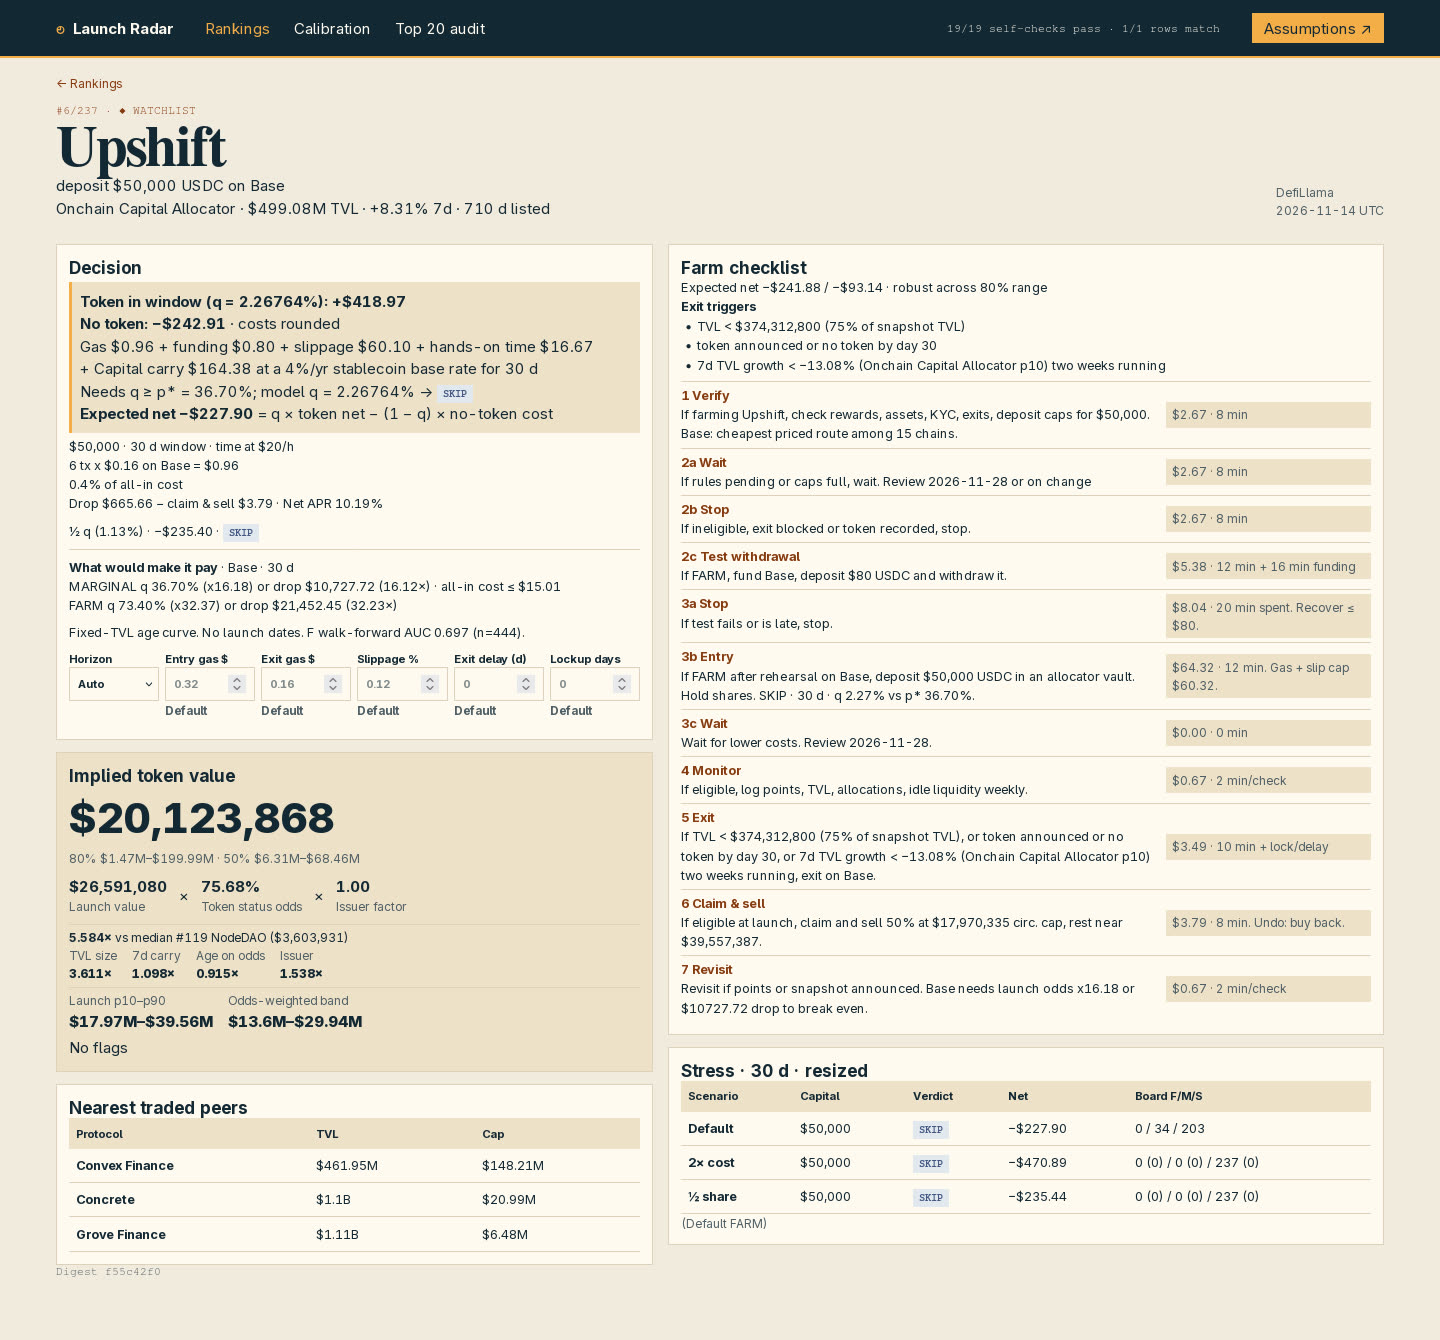 Launch Radar
Rankings
Calibration
Top 20 audit
19/19 self-checks pass · 1/1 rows match
Assumptions ↗
← Rankings
#6/237 · ◆ WATCHLIST
Upshift
deposit $50,000 USDC on Base
Onchain Capital Allocator · $499.08M TVL · +8.31% 7d · 710 d listed
DefiLlama
2026-11-14 UTC
Decision
Token in window (q = 2.26764%): +$418.97
No token: −$242.91 · costs rounded
Gas $0.96 + funding $0.80 + slippage $60.10 + hands-on time $16.67
+ Capital carry $164.38 at a 4%/yr stablecoin base rate for 30 d
Needs q ≥ p* = 36.70%; model q = 2.26764% → SKIP
Expected net −$227.90 = q × token net − (1 − q) × no-token cost
$50,000 · 30 d window · time at $20/h
6 tx x $0.16 on Base = $0.96
0.4% of all-in cost
Drop $665.66 − claim & sell $3.79 · Net APR 10.19%
½ q (1.13%) · −$235.40 · SKIP
What would make it pay · Base · 30 d
MARGINAL q 36.70% (x16.18) or drop $10,727.72 (16.12×) · all-in cost ≤ $15.01
FARM q 73.40% (x32.37) or drop $21,452.45 (32.23×)
Fixed-TVL age curve. No launch dates. F walk-forward AUC 0.697 (n=444).
Horizon Entry gas $ Exit gas $ Slippage % Exit delay (d) Lockup days
Auto 0.32 0.16 0.12 0 0
Default Default Default Default Default
Implied token value
$20,123,868
80% $1.47M–$199.99M · 50% $6.31M–$68.46M
$26,591,080 × 75.68% × 1.00
Launch value Token status odds Issuer factor
5.584× vs median #119 NodeDAO ($3,603,931)
TVL size 7d carry Age on odds Issuer
3.611× 1.098× 0.915× 1.538×
Launch p10–p90 Odds-weighted band
$17.97M–$39.56M $13.6M–$29.94M
No flags
Nearest traded peers
Protocol TVL Cap
Convex Finance $461.95M $148.21M
Concrete $1.1B $20.99M
Grove Finance $1.11B $6.48M
Digest f55c42f0
Farm checklist
Expected net −$241.88 / −$93.14 · robust across 80% range
Exit triggers
• TVL < $374,312,800 (75% of snapshot TVL)
• token announced or no token by day 30
• 7d TVL growth < −13.08% (Onchain Capital Allocator p10) two weeks running
1 Verify
If farming Upshift, check rewards, assets, KYC, exits, deposit caps for $50,000.
Base: cheapest priced route among 15 chains.
$2.67 · 8 min
2a Wait
If rules pending or caps full, wait. Review 2026-11-28 or on change
$2.67 · 8 min
2b Stop
If ineligible, exit blocked or token recorded, stop.
$2.67 · 8 min
2c Test withdrawal
If FARM, fund Base, deposit $80 USDC and withdraw it.
$5.38 · 12 min + 16 min funding
3a Stop
If test fails or is late, stop.
$8.04 · 20 min spent. Recover ≤
$80.
3b Entry
If FARM after rehearsal on Base, deposit $50,000 USDC in an allocator vault.
Hold shares. SKIP · 30 d · q 2.27% vs p* 36.70%.
$64.32 · 12 min. Gas + slip cap
$60.32.
3c Wait
Wait for lower costs. Review 2026-11-28.
$0.00 · 0 min
4 Monitor
If eligible, log points, TVL, allocations, idle liquidity weekly.
$0.67 · 2 min/check
5 Exit
If TVL < $374,312,800 (75% of snapshot TVL), or token announced or no
token by day 30, or 7d TVL growth < −13.08% (Onchain Capital Allocator p10)
two weeks running, exit on Base.
$3.49 · 10 min + lock/delay
6 Claim & sell
If eligible at launch, claim and sell 50% at $17,970,335 circ. cap, rest near
$39,557,387.
$3.79 · 8 min. Undo: buy back.
7 Revisit
Revisit if points or snapshot announced. Base needs launch odds x16.18 or
$10727.72 drop to break even.
$0.67 · 2 min/check
Stress · 30 d · resized
Scenario Capital Verdict Net Board F/M/S
Default $50,000 SKIP −$227.90 0 / 34 / 203
2× cost $50,000 SKIP −$470.89 0 (0) / 0 (0) / 237 (0)
½ share $50,000 SKIP −$235.44 0 (0) / 0 (0) / 237 (0)
(Default FARM)